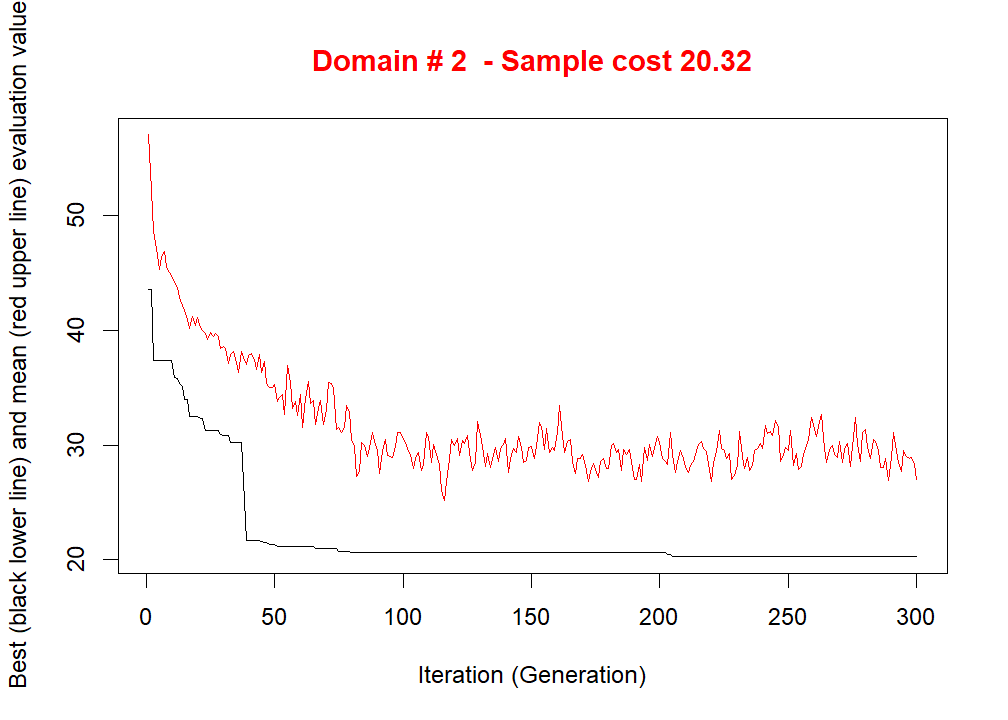 Domain # 2  - Sample cost 20.32
Best (black lower line) and mean (red upper line) evaluation value
50
40
30
20
0 50 100 150 200 250 300
Iteration (Generation)